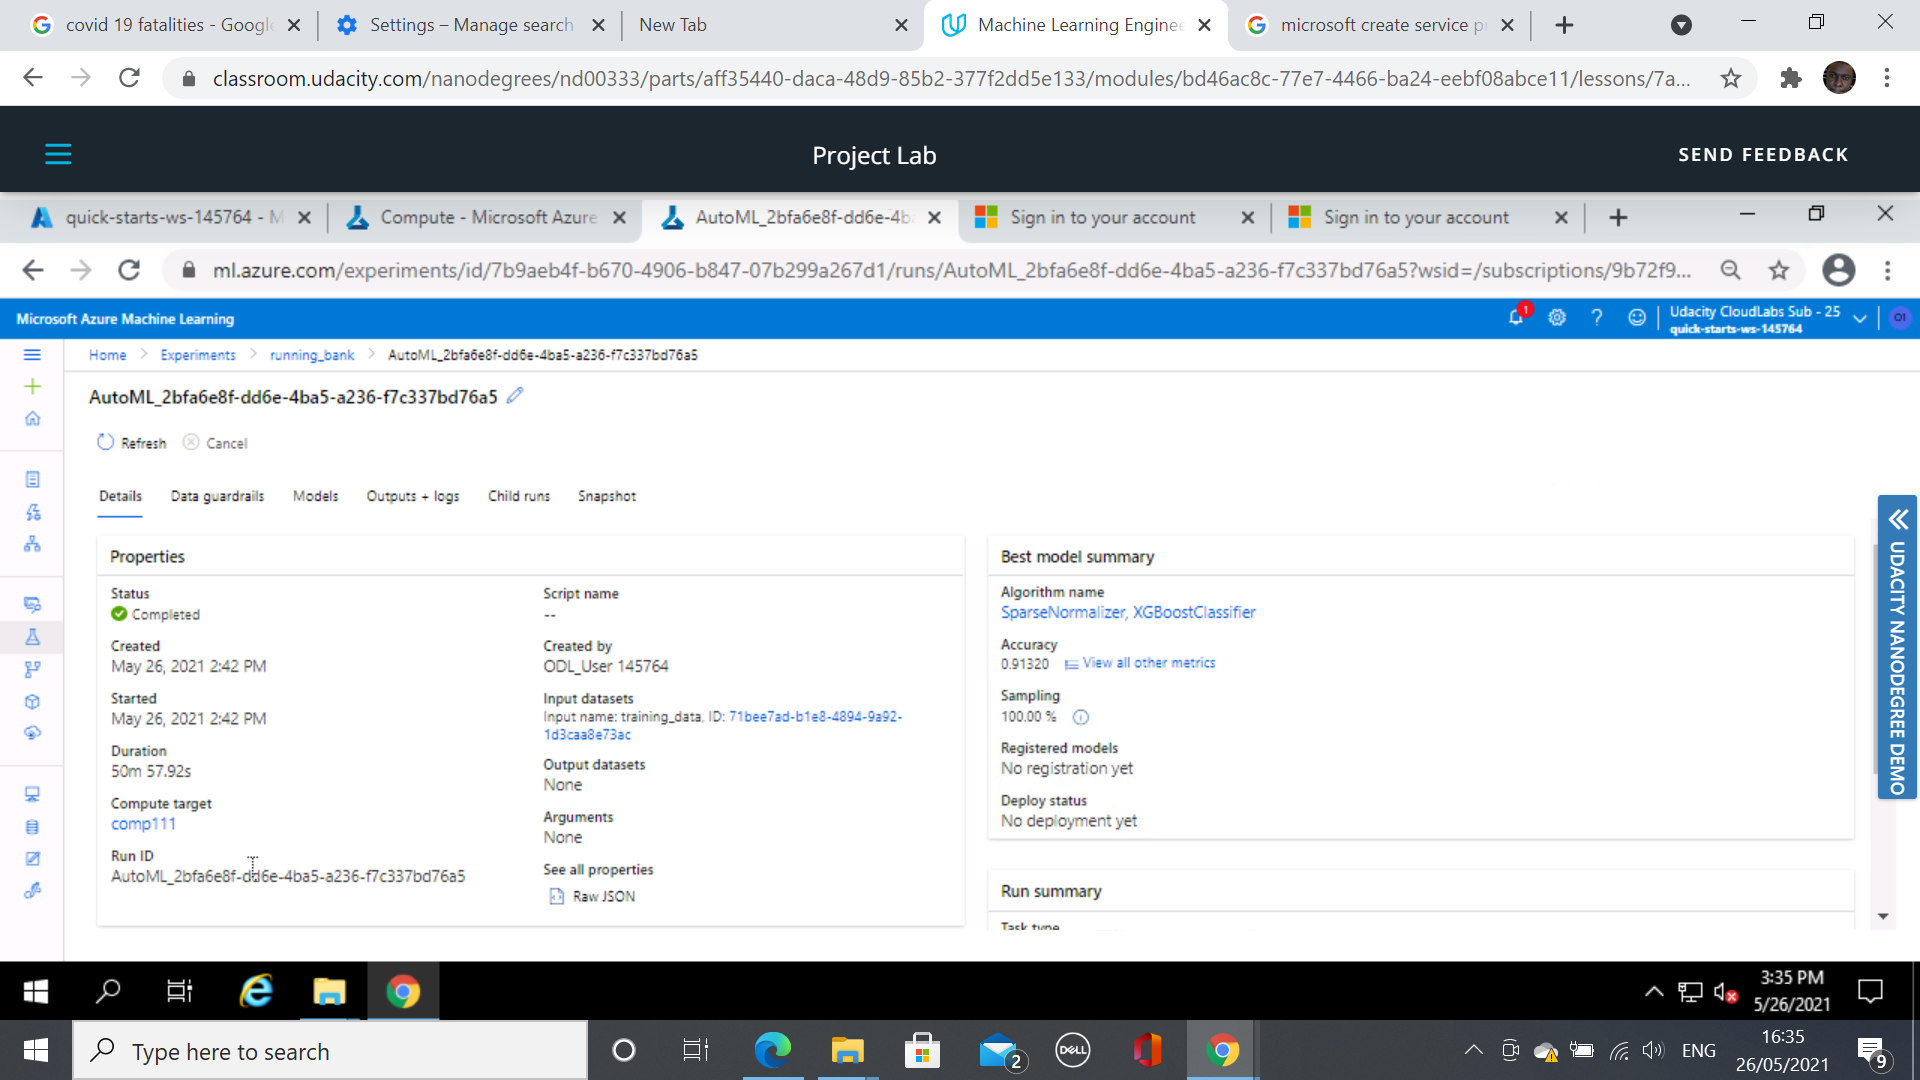 covid 19 fatalities - Google
Settings – Manage search
New Tab
Machine Learning Enginee
microsoft create service pr
classroom.udacity.com/nanodegrees/nd00333/parts/aff35440-daca-48d9-85b2-377f2dd5e133/modules/bd46ac8c-77e7-4466-ba24-eebf08abce11/lessons/7a...
Project Lab
SEND FEEDBACK
quick-starts-ws-145764 - M
Compute - Microsoft Azure
AutoML_2bfa6e8f-dd6e-4ba
Sign in to your account
Sign in to your account
ml.azure.com/experiments/id/7b9aeb4f-b670-4906-b847-07b299a267d1/runs/AutoML_2bfa6e8f-dd6e-4ba5-a236-f7c337bd76a5?wsid=/subscriptions/9b72f9...
Microsoft Azure Machine Learning
1
Udacity CloudLabs Sub - 25
quick-starts-ws-145764
O1
Home > Experiments > running_bank > AutoML_2bfa6e8f-dd6e-4ba5-a236-f7c337bd76a5
AutoML_2bfa6e8f-dd6e-4ba5-a236-f7c337bd76a5
Refresh Cancel
Details Data guardrails Models Outputs + logs Child runs Snapshot
Properties
Status
Completed
Created
May 26, 2021 2:42 PM
Started
May 26, 2021 2:42 PM
Duration
50m 57.92s
Compute target
comp111
Run ID
AutoML_2bfa6e8f-dd6e-4ba5-a236-f7c337bd76a5
Script name
--
Created by
ODL_User 145764
Input datasets
Input name: training_data, ID: 71bee7ad-b1e8-4894-9a92-
1d3caa8e73ac
Output datasets
None
Arguments
None
See all properties
Raw JSON
Best model summary
Algorithm name
SparseNormalizer, XGBoostClassifier
Accuracy
0.91320 View all other metrics
Sampling
100.00 %
Registered models
No registration yet
Deploy status
No deployment yet
Run summary
Task type
UDACITY NANODEGREE DEMO
3:35 PM
5/26/2021
Type here to search
2
DELL
ENG
16:35
26/05/2021
9